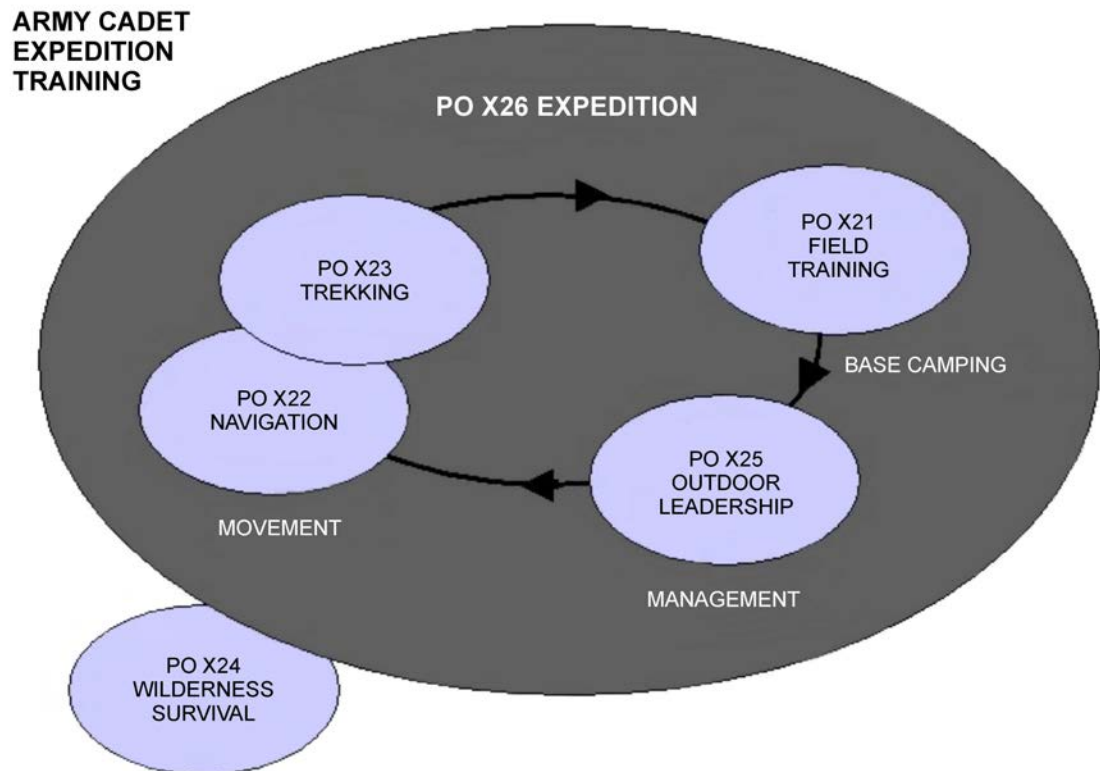 ARMY CADET
EXPEDITION
TRAINING
PO X26 EXPEDITION
PO X23
TREKKING
PO X21
FIELD
TRAINING
PO X22
NAVIGATION
BASE CAMPING
PO X25
OUTDOOR
LEADERSHIP
MOVEMENT
MANAGEMENT
PO X24
WILDERNESS
SURVIVAL